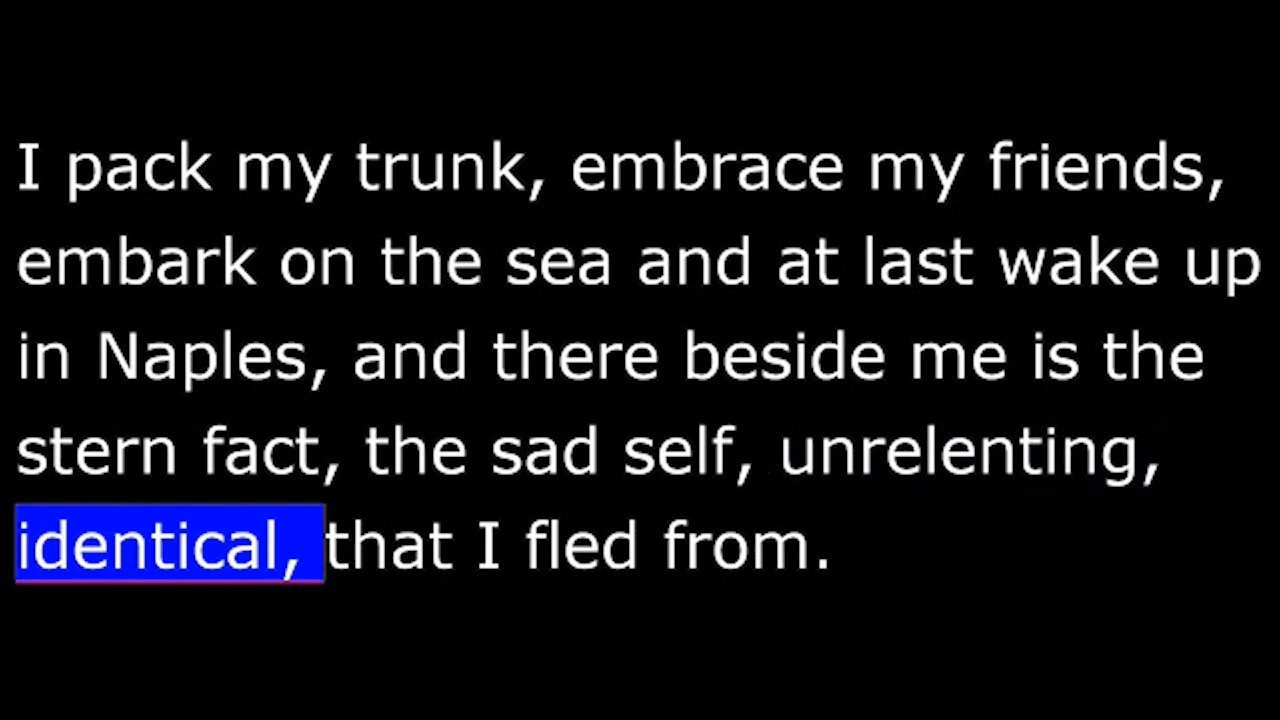 I pack my trunk, embrace my friends,
embark on the sea and at last wake up
in Naples, and there beside me is the
stern fact, the sad self, unrelenting,
identical, that I fled from.